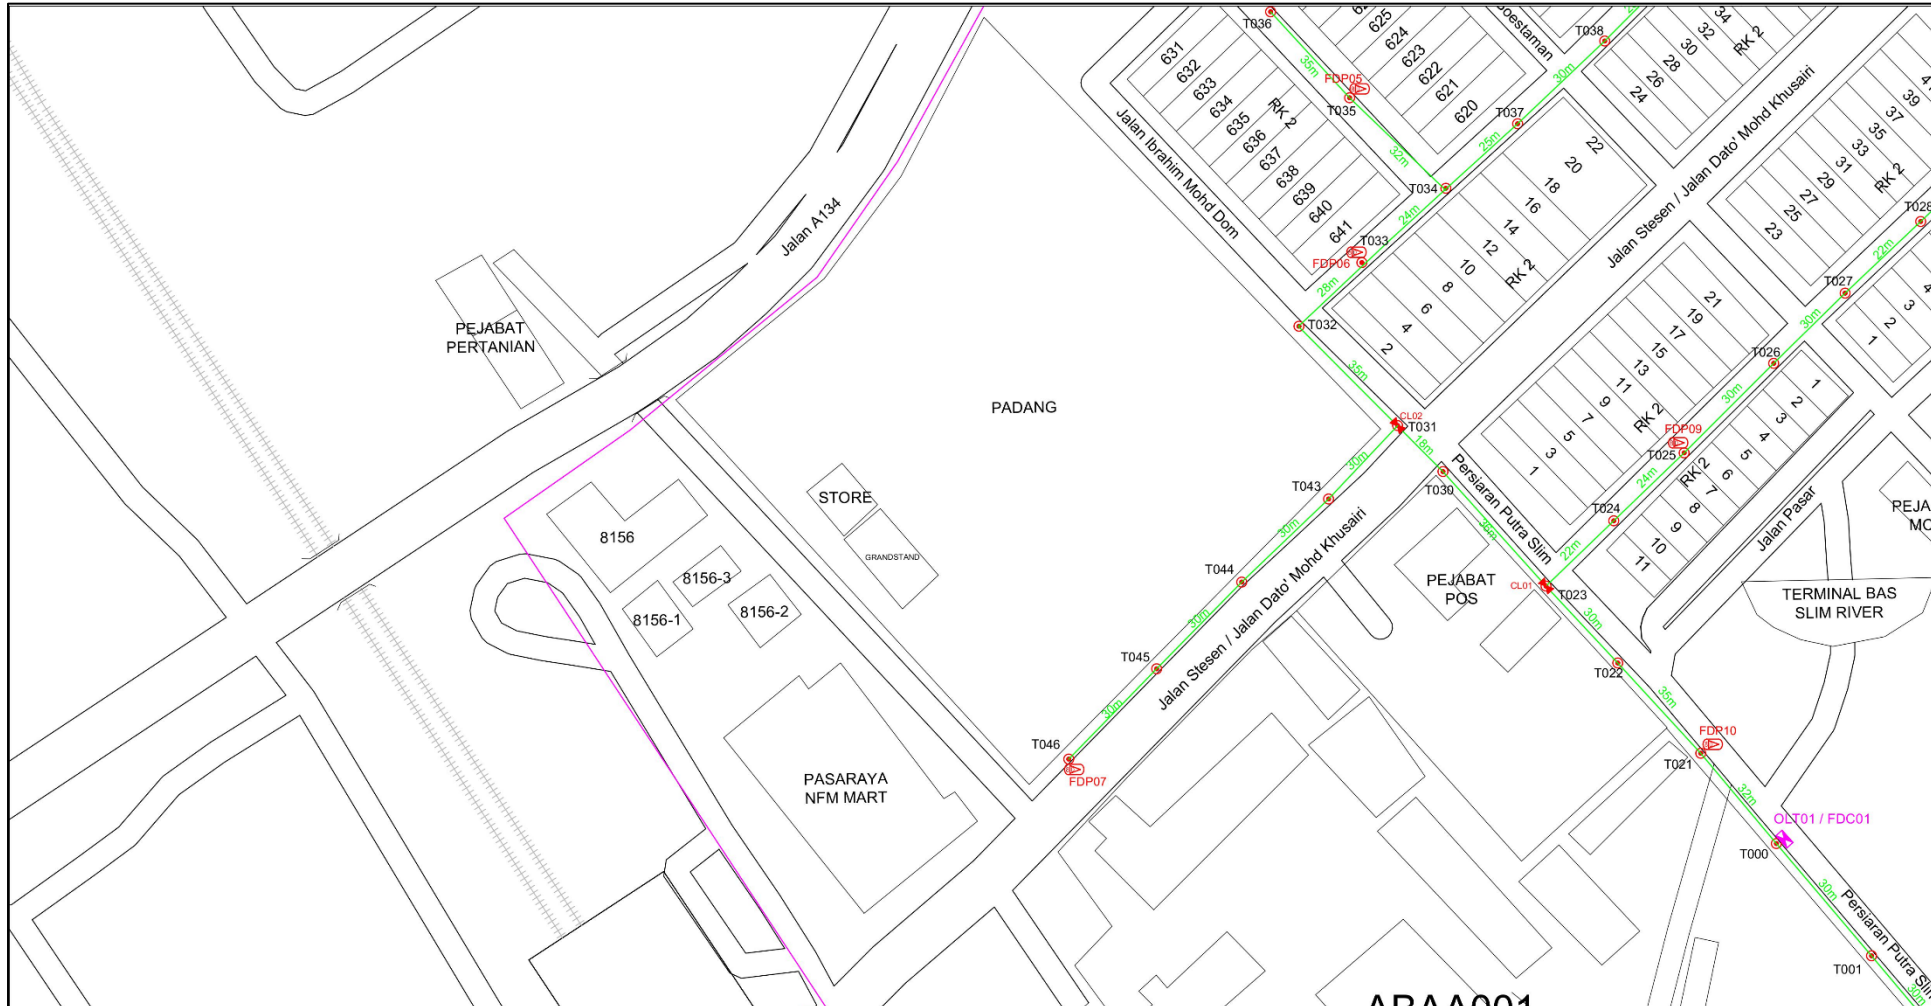 T036
FDP05
T035
35m
32m
625
624
623
622
621
620
T038
30m
T037
25m
T034
24m
T033
FDP06
28m
T032
35m
CL02
T031
18m
T030
36m
631
632
633
634
635
636
637
638
639
640
641
RK 2
Jalan Ibrahim Mohd Dom
34
32
30
28
26
24
RK 2
22
20
18
16
14
12
10
8
6
4
2
RK 2
Jalan Stesen / Jalan Dato' Mohd Khusairi
39
37
35
33
31
29
27
25
23
RK 2
T028
22m
T027
30m
T026
30m
FDP09
T025
24m
T024
22m
CL01
T023
21
19
17
15
13
11
9
7
5
3
1
RK 2
4
3
2
1
1
2
3
4
5
6
7
8
9
10
11
RK 2
Persiaran Putra Slim
Jalan Pasar
TERMINAL BAS
SLIM RIVER
PEJABAT
POS
30m
T022
35m
FDP10
T021
32m
OLT01 / FDC01
T000
30m
T001
30m
Persiaran Putra Slim
Jalan A134
PEJABAT
PERTANIAN
PADANG
STORE
GRANDSTAND
8156
8156-3
8156-1
8156-2
PASARAYA
NFM MART
30m
T043
30m
T044
30m
T045
30m
T046
FDP07
Jalan Stesen / Jalan Dato' Mohd Khusairi